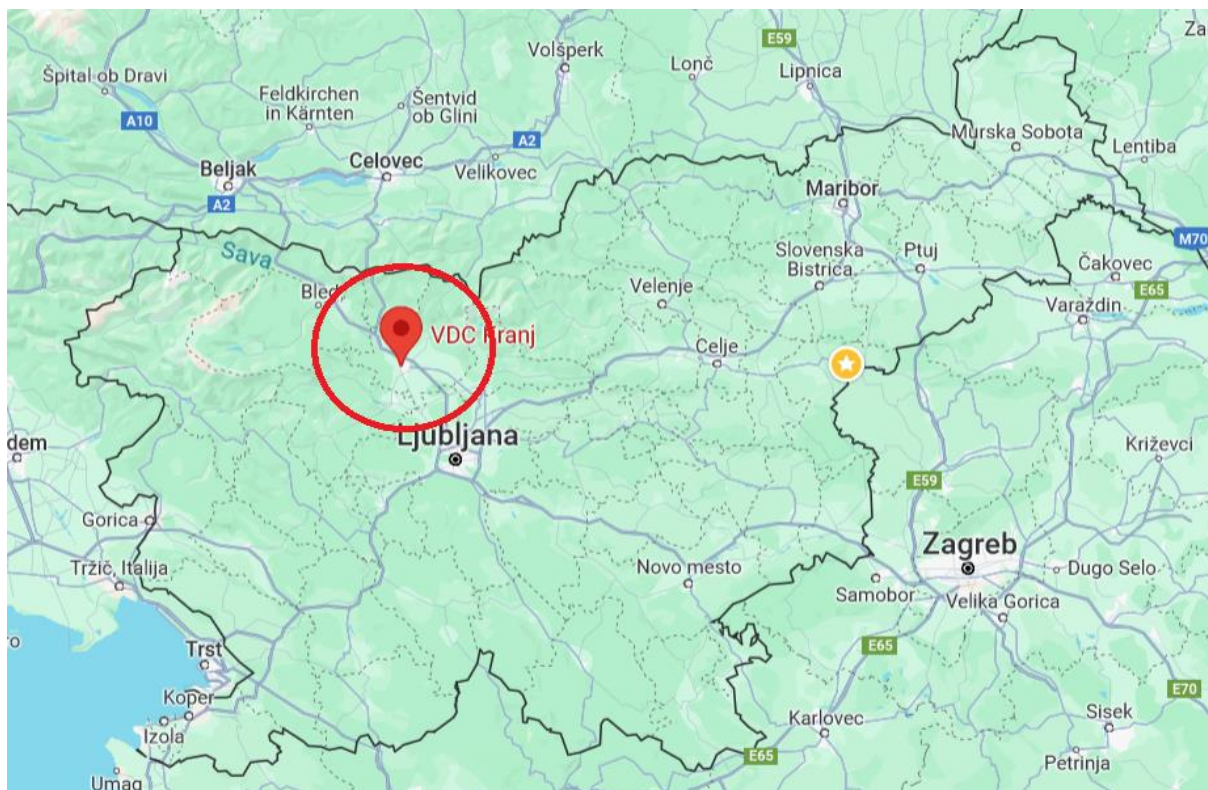 Za
Volšperk
E59
Lonč
Lipnica
Špital ob Dravi
Feldkirchen
in Kärnten
Šentvid
ob Glini
A10
A2
Murska Sobota
Lentiba
Beljak
Celovec
Velikovec
A2
Maribor
Sava
Slovenska
Bistrica
Ptuj
M70
Čakovec
E65
Bled
Velenje
Varaždin
VDC Kranj
Celje
Ljubljana
dem
Križevci
E59
Gorica
Zagreb
Tržič, Italija
Novo mesto
Dugo Selo
Samobor
Velika Gorica
Trst
E65
Koper
E70
Izola
Karlovec
Sisek
E65
Petrinja
Umag